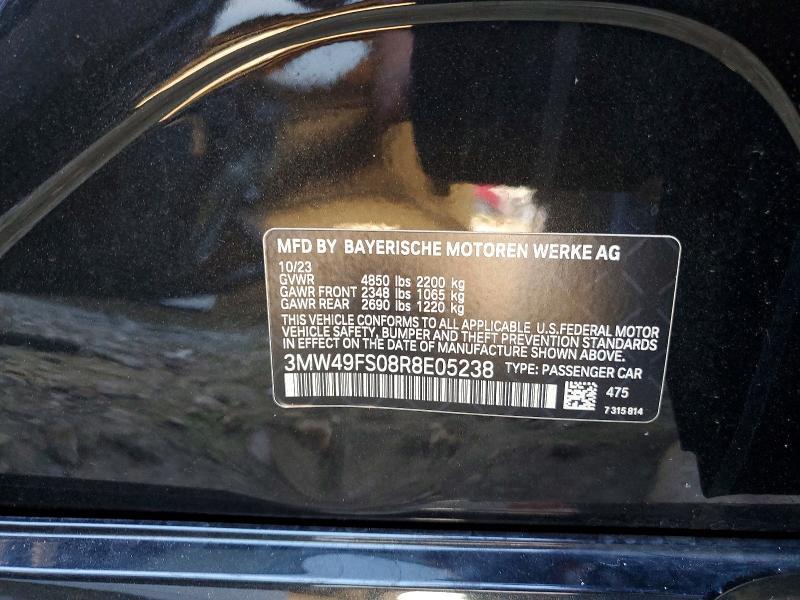 MFD BY BAYERISCHE MOTOREN WERKE AG
10/23
GVWR 4850 lbs 2200 kg
GAWR FRONT 2348 lbs 1065 kg
GAWR REAR 2690 lbs 1220 kg
THIS VEHICLE CONFORMS TO ALL APPLICABLE U.S.FEDERAL MOTOR
VEHICLE SAFETY, BUMPER, AND THEFT PREVENTION STANDARDS
IN EFFECT ON THE DATE OF MANUFACTURE SHOWN ABOVE.
3MW49FS08R8E05238 TYPE: PASSENGER CAR
475
7 315 814